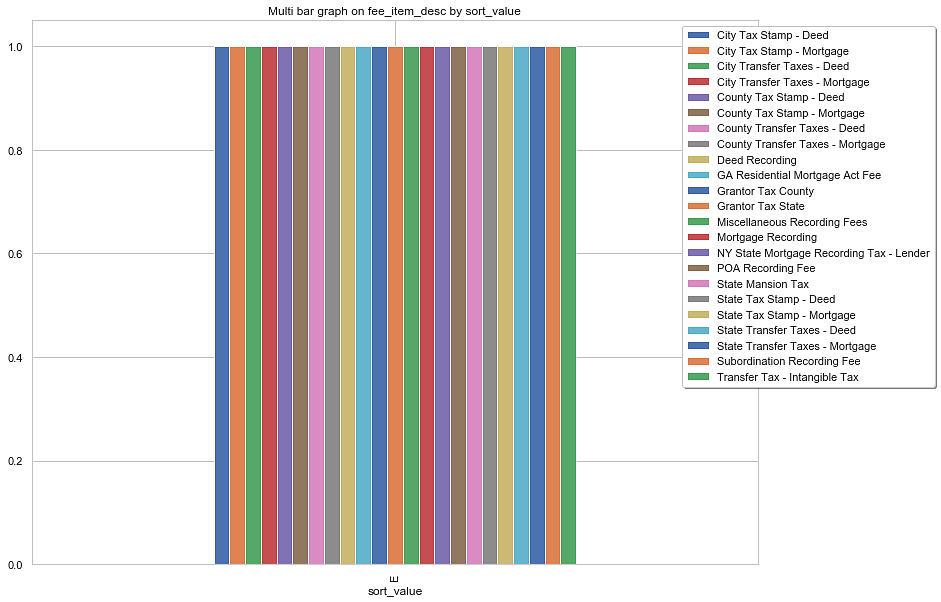 Multi bar graph on fee_item_desc by sort_value
1.0
0.8
0.6
0.4
0.2
0.0
E
sort_value
City Tax Stamp - Deed
City Tax Stamp - Mortgage
City Transfer Taxes - Deed
City Transfer Taxes - Mortgage
County Tax Stamp - Deed
County Tax Stamp - Mortgage
County Transfer Taxes - Deed
County Transfer Taxes - Mortgage
Deed Recording
GA Residential Mortgage Act Fee
Grantor Tax County
Grantor Tax State
Miscellaneous Recording Fees
Mortgage Recording
NY State Mortgage Recording Tax - Lender
POA Recording Fee
State Mansion Tax
State Tax Stamp - Deed
State Tax Stamp - Mortgage
State Transfer Taxes - Deed
State Transfer Taxes - Mortgage
Subordination Recording Fee
Transfer Tax - Intangible Tax